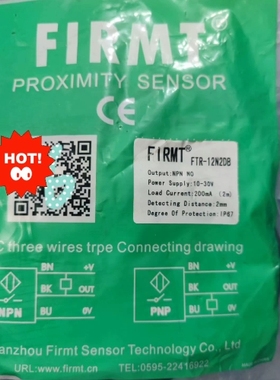 FIRMT
PROXIMITY SENSOR
CE
HOT!
FIRMT®
FTR-12N2DB
Output:NPN NO
Power Supply:10-30V
Load Current:200mA (2m)
Detecting Distance:2mm
Degree Of Protection:IP67
C three wires trpe Connecting drawing
BN +V
BK OUT
BU 0V
NPN
BN +V
BK OUT
BU 0V
PNP
anzhou Firmt Sensor Technology Co., Ltd
URL:www.firmt.cn TEL:0595-22416822